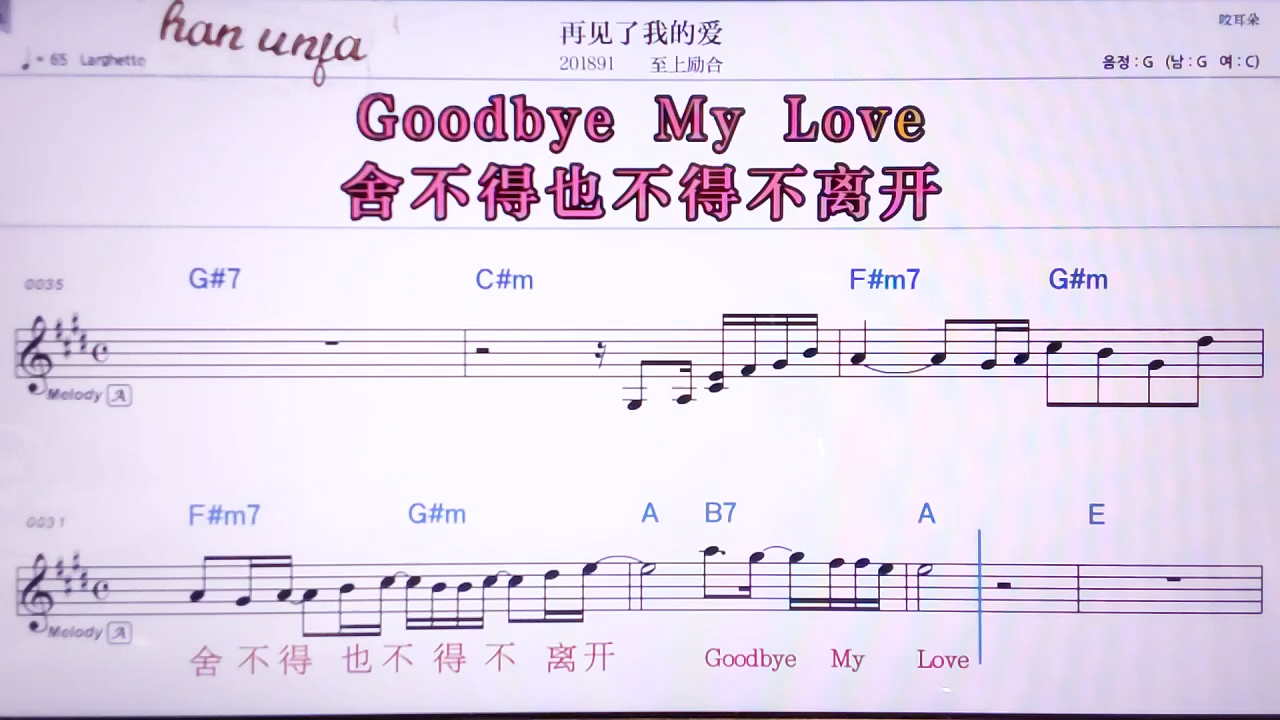 han unja
再见了我的爱
咬耳朵
♩= 65 Larghetto
201891 至上励合
음정 : G (남 : G 여 : C)
Goodbye My Love
舍不得也不得不离开
0035 G#7 C#m F#m7 G#m
Melody A
0031 F#m7 G#m A B7 A E
Melody A
舍 不 得 也 不 得 不 离 开 Goodbye My Love